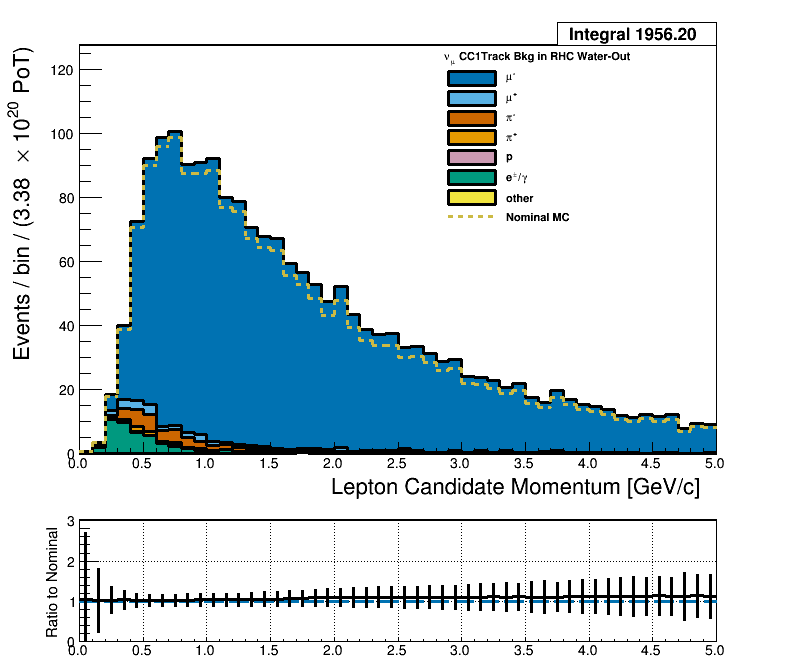 Integral 1956.20
ν_μ CC1Track Bkg in RHC Water-Out
μ⁻
μ⁺
π⁻
π⁺
p
e^±/γ
other
Nominal MC
Events / bin / (3.38 × 10²⁰ PoT)
120
100
80
60
40
20
0
0.0 0.5 1.0 1.5 2.0 2.5 3.0 3.5 4.0 4.5 5.0
Lepton Candidate Momentum [GeV/c]
Ratio to Nominal
3
2
1
0
0.0 0.5 1.0 1.5 2.0 2.5 3.0 3.5 4.0 4.5 5.0